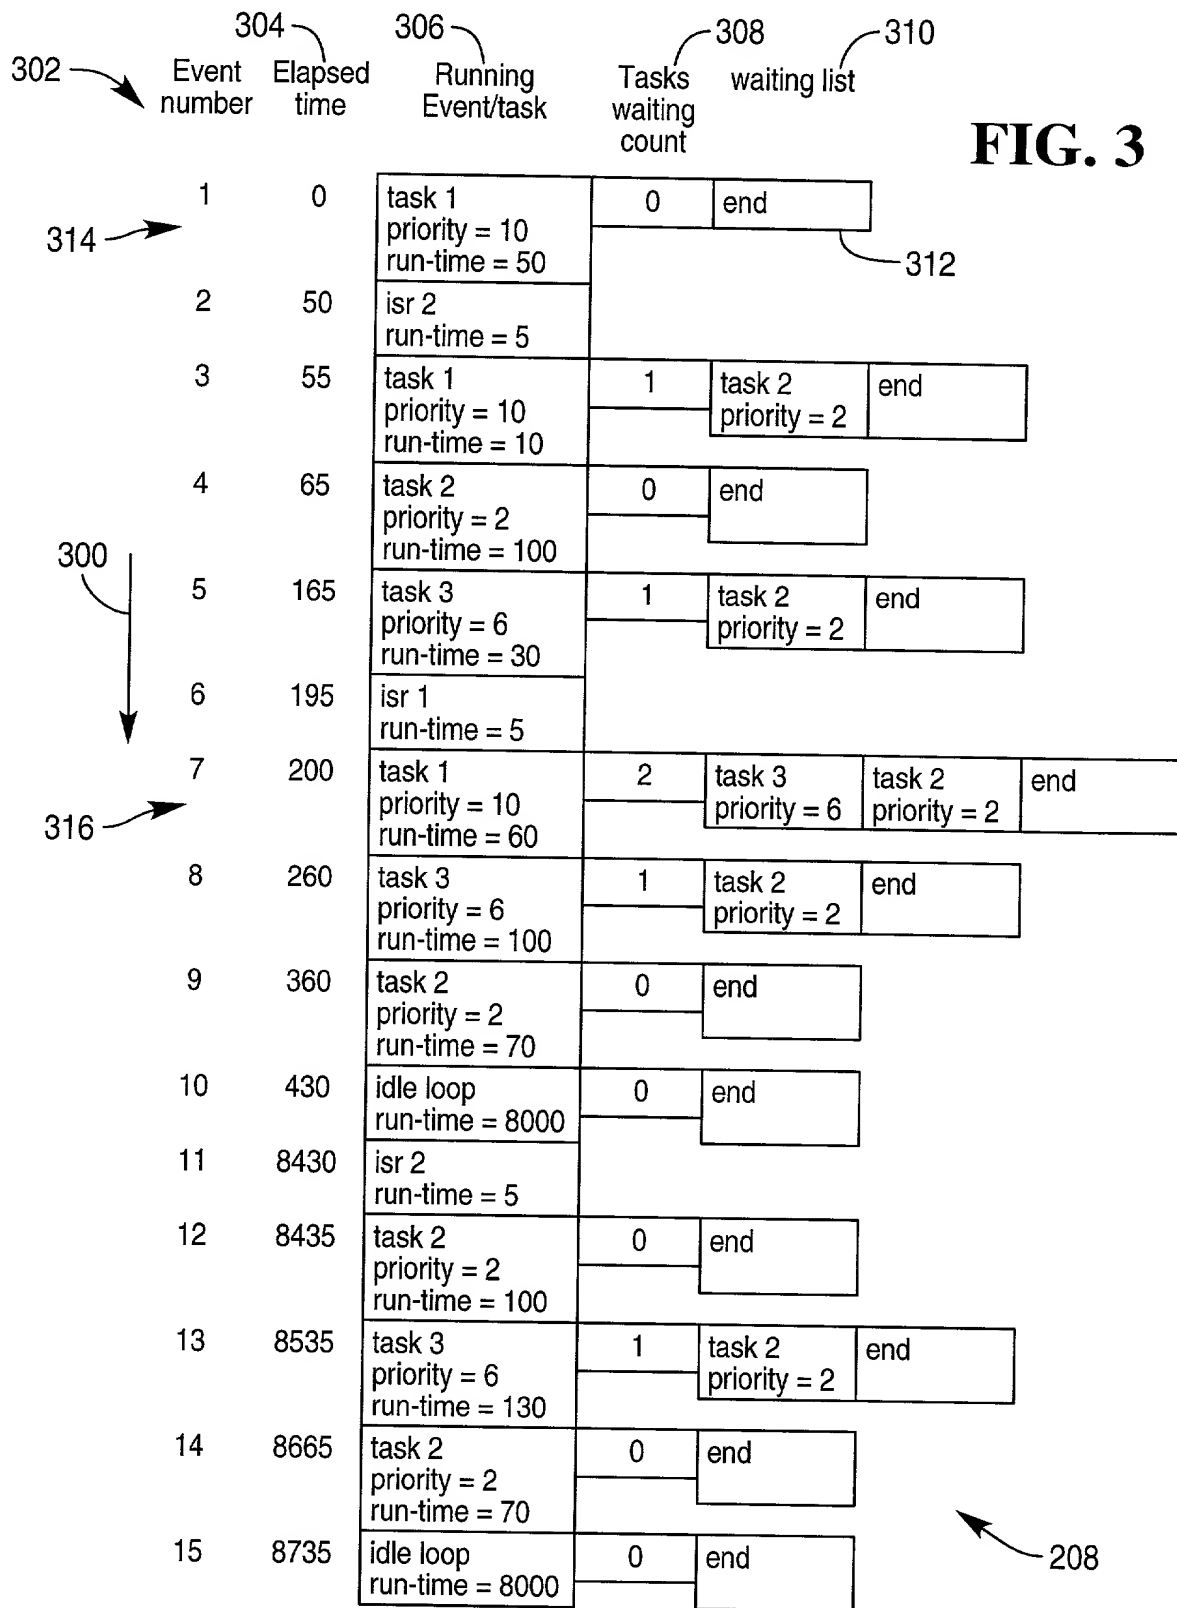 304
306
308
310
302
Event number
Elapsed time
Running Event/task
Tasks waiting count
waiting list
FIG. 3
1 0 task 1 0 end
priority = 10
run-time = 50
314
312
2 50 isr 2
run-time = 5
3 55 task 1 1 task 2 end
priority = 10 priority = 2
run-time = 10
4 65 task 2 0 end
priority = 2
run-time = 100
300
5 165 task 3 1 task 2 end
priority = 6 priority = 2
run-time = 30
6 195 isr 1
run-time = 5
7 200 task 1 2 task 3 task 2 end
priority = 10 priority = 6 priority = 2
run-time = 60
316
8 260 task 3 1 task 2 end
priority = 6 priority = 2
run-time = 100
9 360 task 2 0 end
priority = 2
run-time = 70
10 430 idle loop 0 end
run-time = 8000
11 8430 isr 2
run-time = 5
12 8435 task 2 0 end
priority = 2
run-time = 100
13 8535 task 3 1 task 2 end
priority = 6 priority = 2
run-time = 130
14 8665 task 2 0 end
priority = 2
run-time = 70
15 8735 idle loop 0 end
run-time = 8000
208